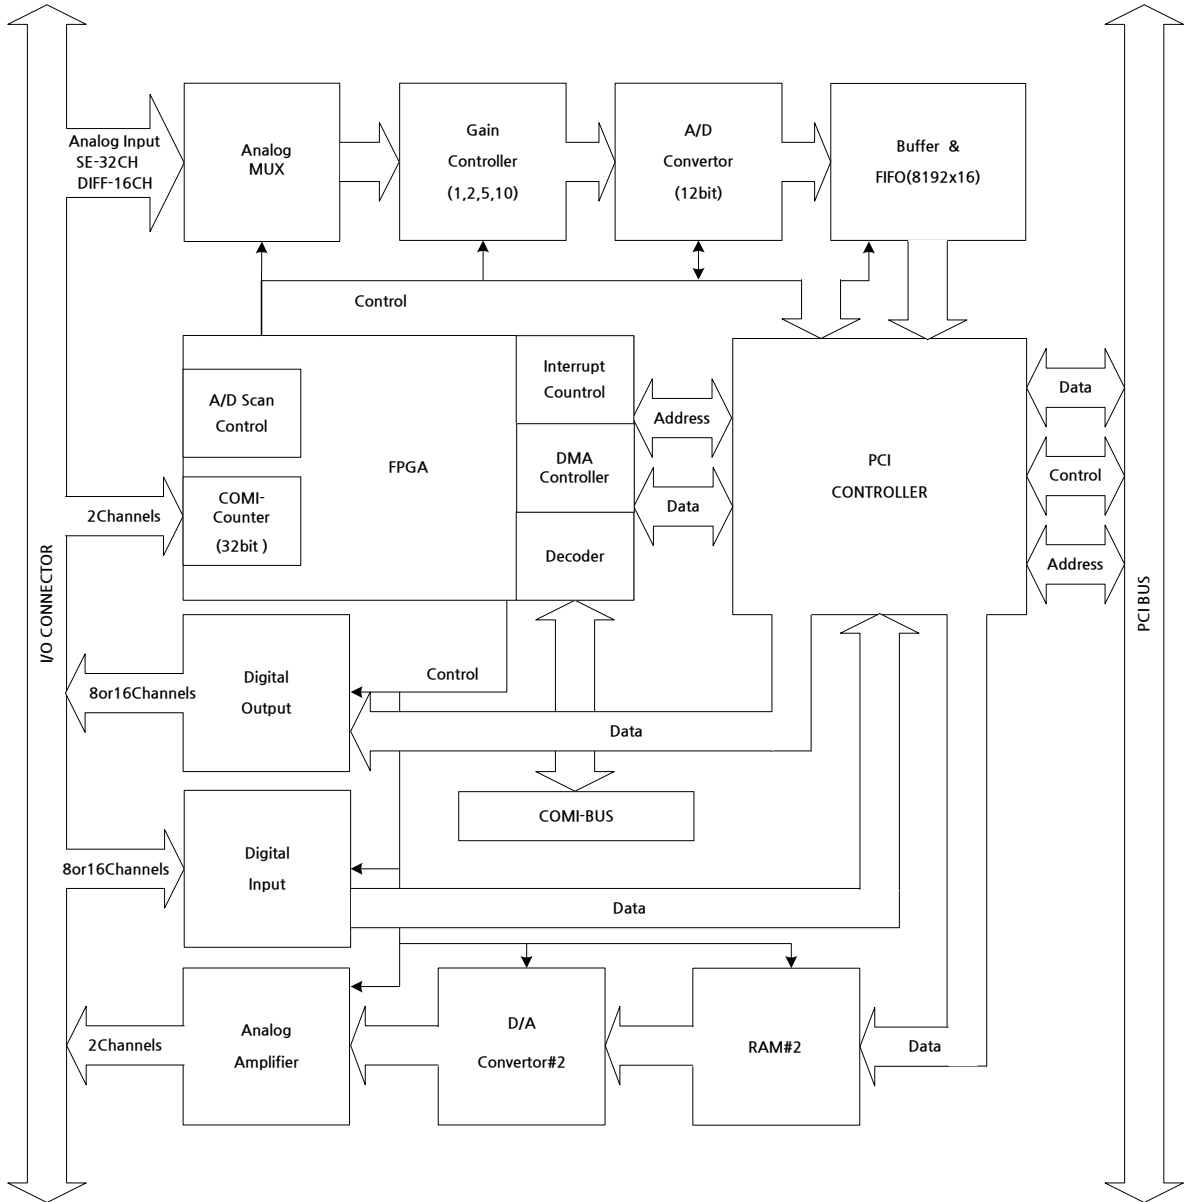 Analog Input
SE-32CH
DIFF-16CH
Analog
MUX
Gain
Controller
(1,2,5,10)
A/D
Convertor
(12bit)
Buffer &
FIFO(8192x16)
Control
A/D Scan
Control
COMI-
Counter
(32bit )
FPGA
Interrupt
Countrol
DMA
Controller
Decoder
Address
Data
PCI
CONTROLLER
Data
Control
Address
2Channels
I/O CONNECTOR
PCI BUS
8or16Channels
Digital
Output
Control
Data
COMI-BUS
8or16Channels
Digital
Input
Data
2Channels
Analog
Amplifier
D/A
Convertor#2
RAM#2
Data